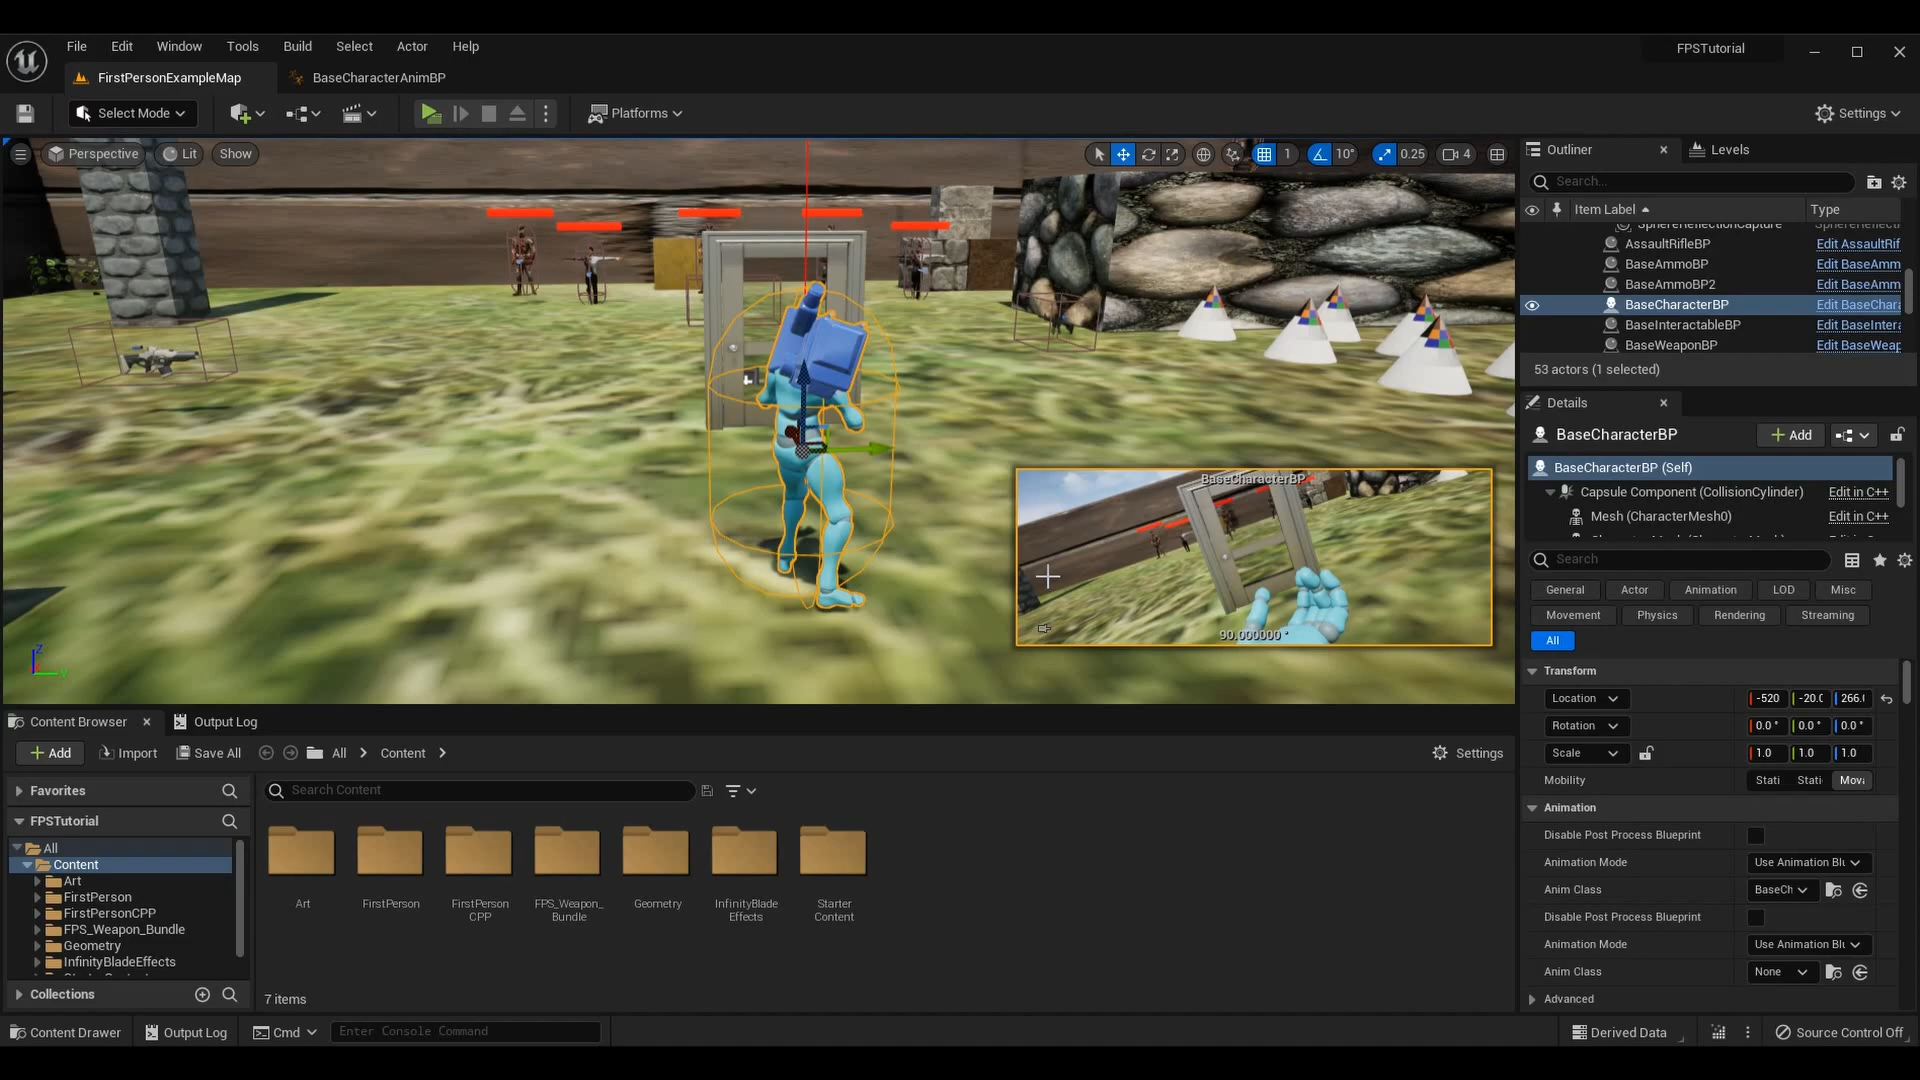 File Edit Window Tools Build Select Actor Help
FPSTutorial
FirstPersonExampleMap
BaseCharacterAnimBP
Select Mode
Platforms
Settings
Perspective
Lit
Show
1
10°
0.25
4
BaseCharacterBP
90.000000 °
Outliner
Levels
Search...
Item Label
Type
AssaultRifleBP Edit AssaultRif
BaseAmmoBP Edit BaseAmm
BaseAmmoBP2 Edit BaseAmm
BaseCharacterBP Edit BaseChara
BaseInteractableBP Edit BaseIntera
BaseWeaponBP Edit BaseWeap
53 actors (1 selected)
Details
BaseCharacterBP
Add
BaseCharacterBP (Self)
Capsule Component (CollisionCylinder) Edit in C++
Mesh (CharacterMesh0) Edit in C++
Search
General Actor Animation LOD Misc
Movement Physics Rendering Streaming
All
Transform
Location -520 -20.0 266.
Rotation 0.0 ° 0.0 ° 0.0 °
Scale 1.0 1.0 1.0
Mobility Stati Stati Mova
Animation
Disable Post Process Blueprint
Animation Mode Use Animation Blu
Anim Class BaseCh
Disable Post Process Blueprint
Animation Mode Use Animation Blu
Anim Class None
Advanced
Content Browser
Output Log
Add
Import
Save All
All
Content
Settings
Favorites
FPSTutorial
All
Content
Art
FirstPerson
FirstPersonCPP
FPS_Weapon_Bundle
Geometry
InfinityBladeEffects
Collections
Search Content
Art
FirstPerson
FirstPerson
CPP
FPS_Weapon_
Bundle
Geometry
InfinityBlade
Effects
Starter
Content
7 items
Content Drawer
Output Log
Cmd
Enter Console Command
Derived Data
Source Control Off